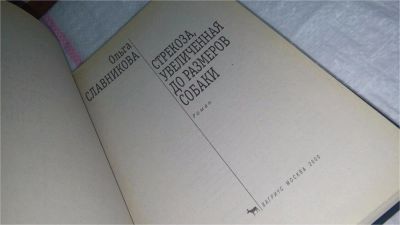 Ольга
СЛАВНИКОВА
СТРЕКОЗА,
УВЕЛИЧЕННАЯ
ДО РАЗМЕРОВ
СОБАКИ
роман
ВАГРИУС МОСКВА 2000